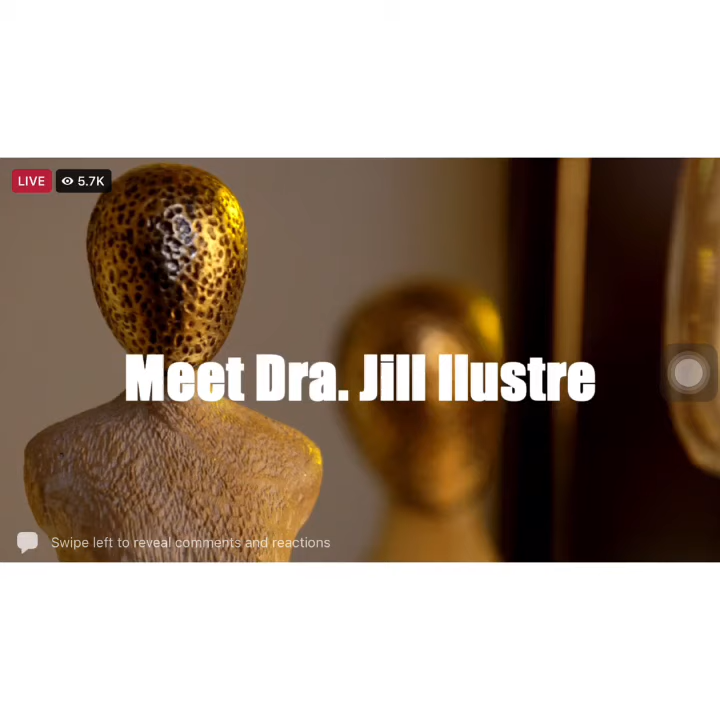 LIVE 5.7K
Meet Dra. Jill Ilustre
Swipe left to reveal comments and reactions